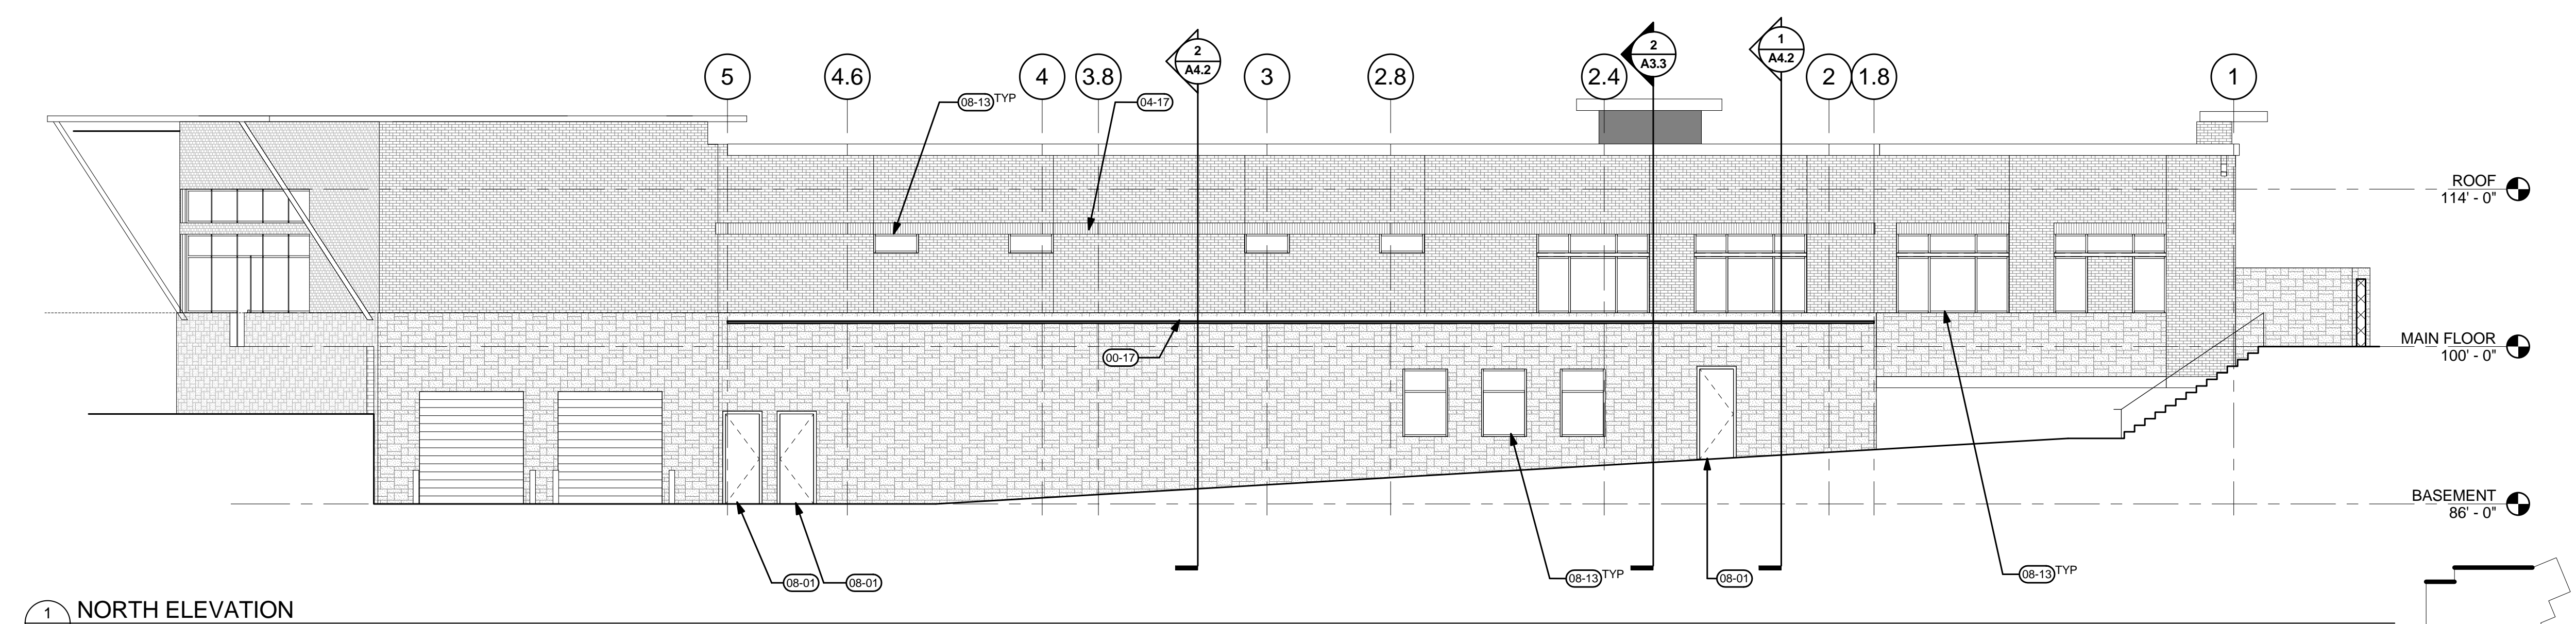 2
A4.2
2
A3.3
1
A4.2
5
4.6
4
3.8
3
2.8
2.4
2
1.8
1
08-13 TYP
04-17
ROOF
114' - 0"
00-17
MAIN FLOOR
100' - 0"
BASEMENT
86' - 0"
08-01
08-01
08-13 TYP
08-01
08-13 TYP
1 NORTH ELEVATION